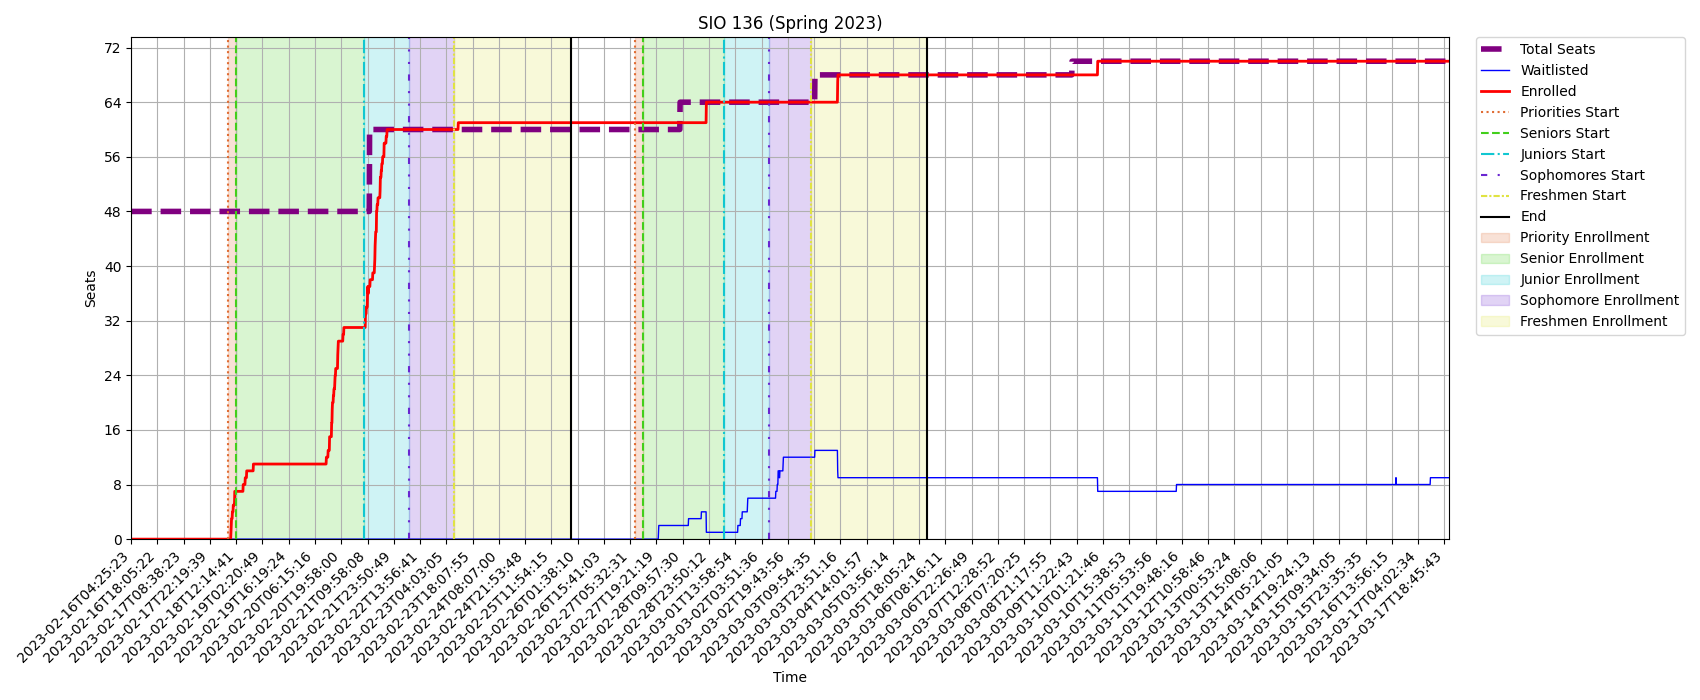 SIO 136 (Spring 2023)
72
64
56
48
40
32
24
16
8
0
Seats
Total Seats
Waitlisted
Enrolled
Priorities Start
Seniors Start
Juniors Start
Sophomores Start
Freshmen Start
End
Priority Enrollment
Senior Enrollment
Junior Enrollment
Sophomore Enrollment
Freshmen Enrollment
2023-02-16T04:25:23
2023-02-16T18:05:22
2023-02-17T08:38:23
2023-02-17T22:19:39
2023-02-18T12:14:41
2023-02-19T02:20:49
2023-02-19T16:19:24
2023-02-20T06:15:16
2023-02-20T19:58:00
2023-02-21T09:58:08
2023-02-21T23:50:49
2023-02-22T13:56:41
2023-02-23T04:03:05
2023-02-23T18:07:55
2023-02-24T08:07:00
2023-02-24T21:53:48
2023-02-25T11:54:15
2023-02-26T01:38:10
2023-02-26T15:41:03
2023-02-27T05:32:31
2023-02-27T19:21:19
2023-02-28T09:57:30
2023-02-28T23:50:12
2023-03-01T13:58:54
2023-03-02T03:51:36
2023-03-02T19:43:56
2023-03-03T09:54:35
2023-03-03T23:51:16
2023-03-04T14:01:57
2023-03-05T03:56:14
2023-03-05T18:05:24
2023-03-06T08:16:11
2023-03-06T22:26:49
2023-03-07T12:28:52
2023-03-08T07:20:25
2023-03-08T21:17:55
2023-03-09T11:22:43
2023-03-10T01:21:46
2023-03-10T15:38:53
2023-03-11T05:53:56
2023-03-11T19:48:16
2023-03-12T10:58:46
2023-03-13T00:53:24
2023-03-13T15:08:06
2023-03-14T05:21:05
2023-03-14T19:24:13
2023-03-15T09:34:05
2023-03-15T23:35:35
2023-03-16T13:56:15
2023-03-17T04:02:34
2023-03-17T18:45:43
Time